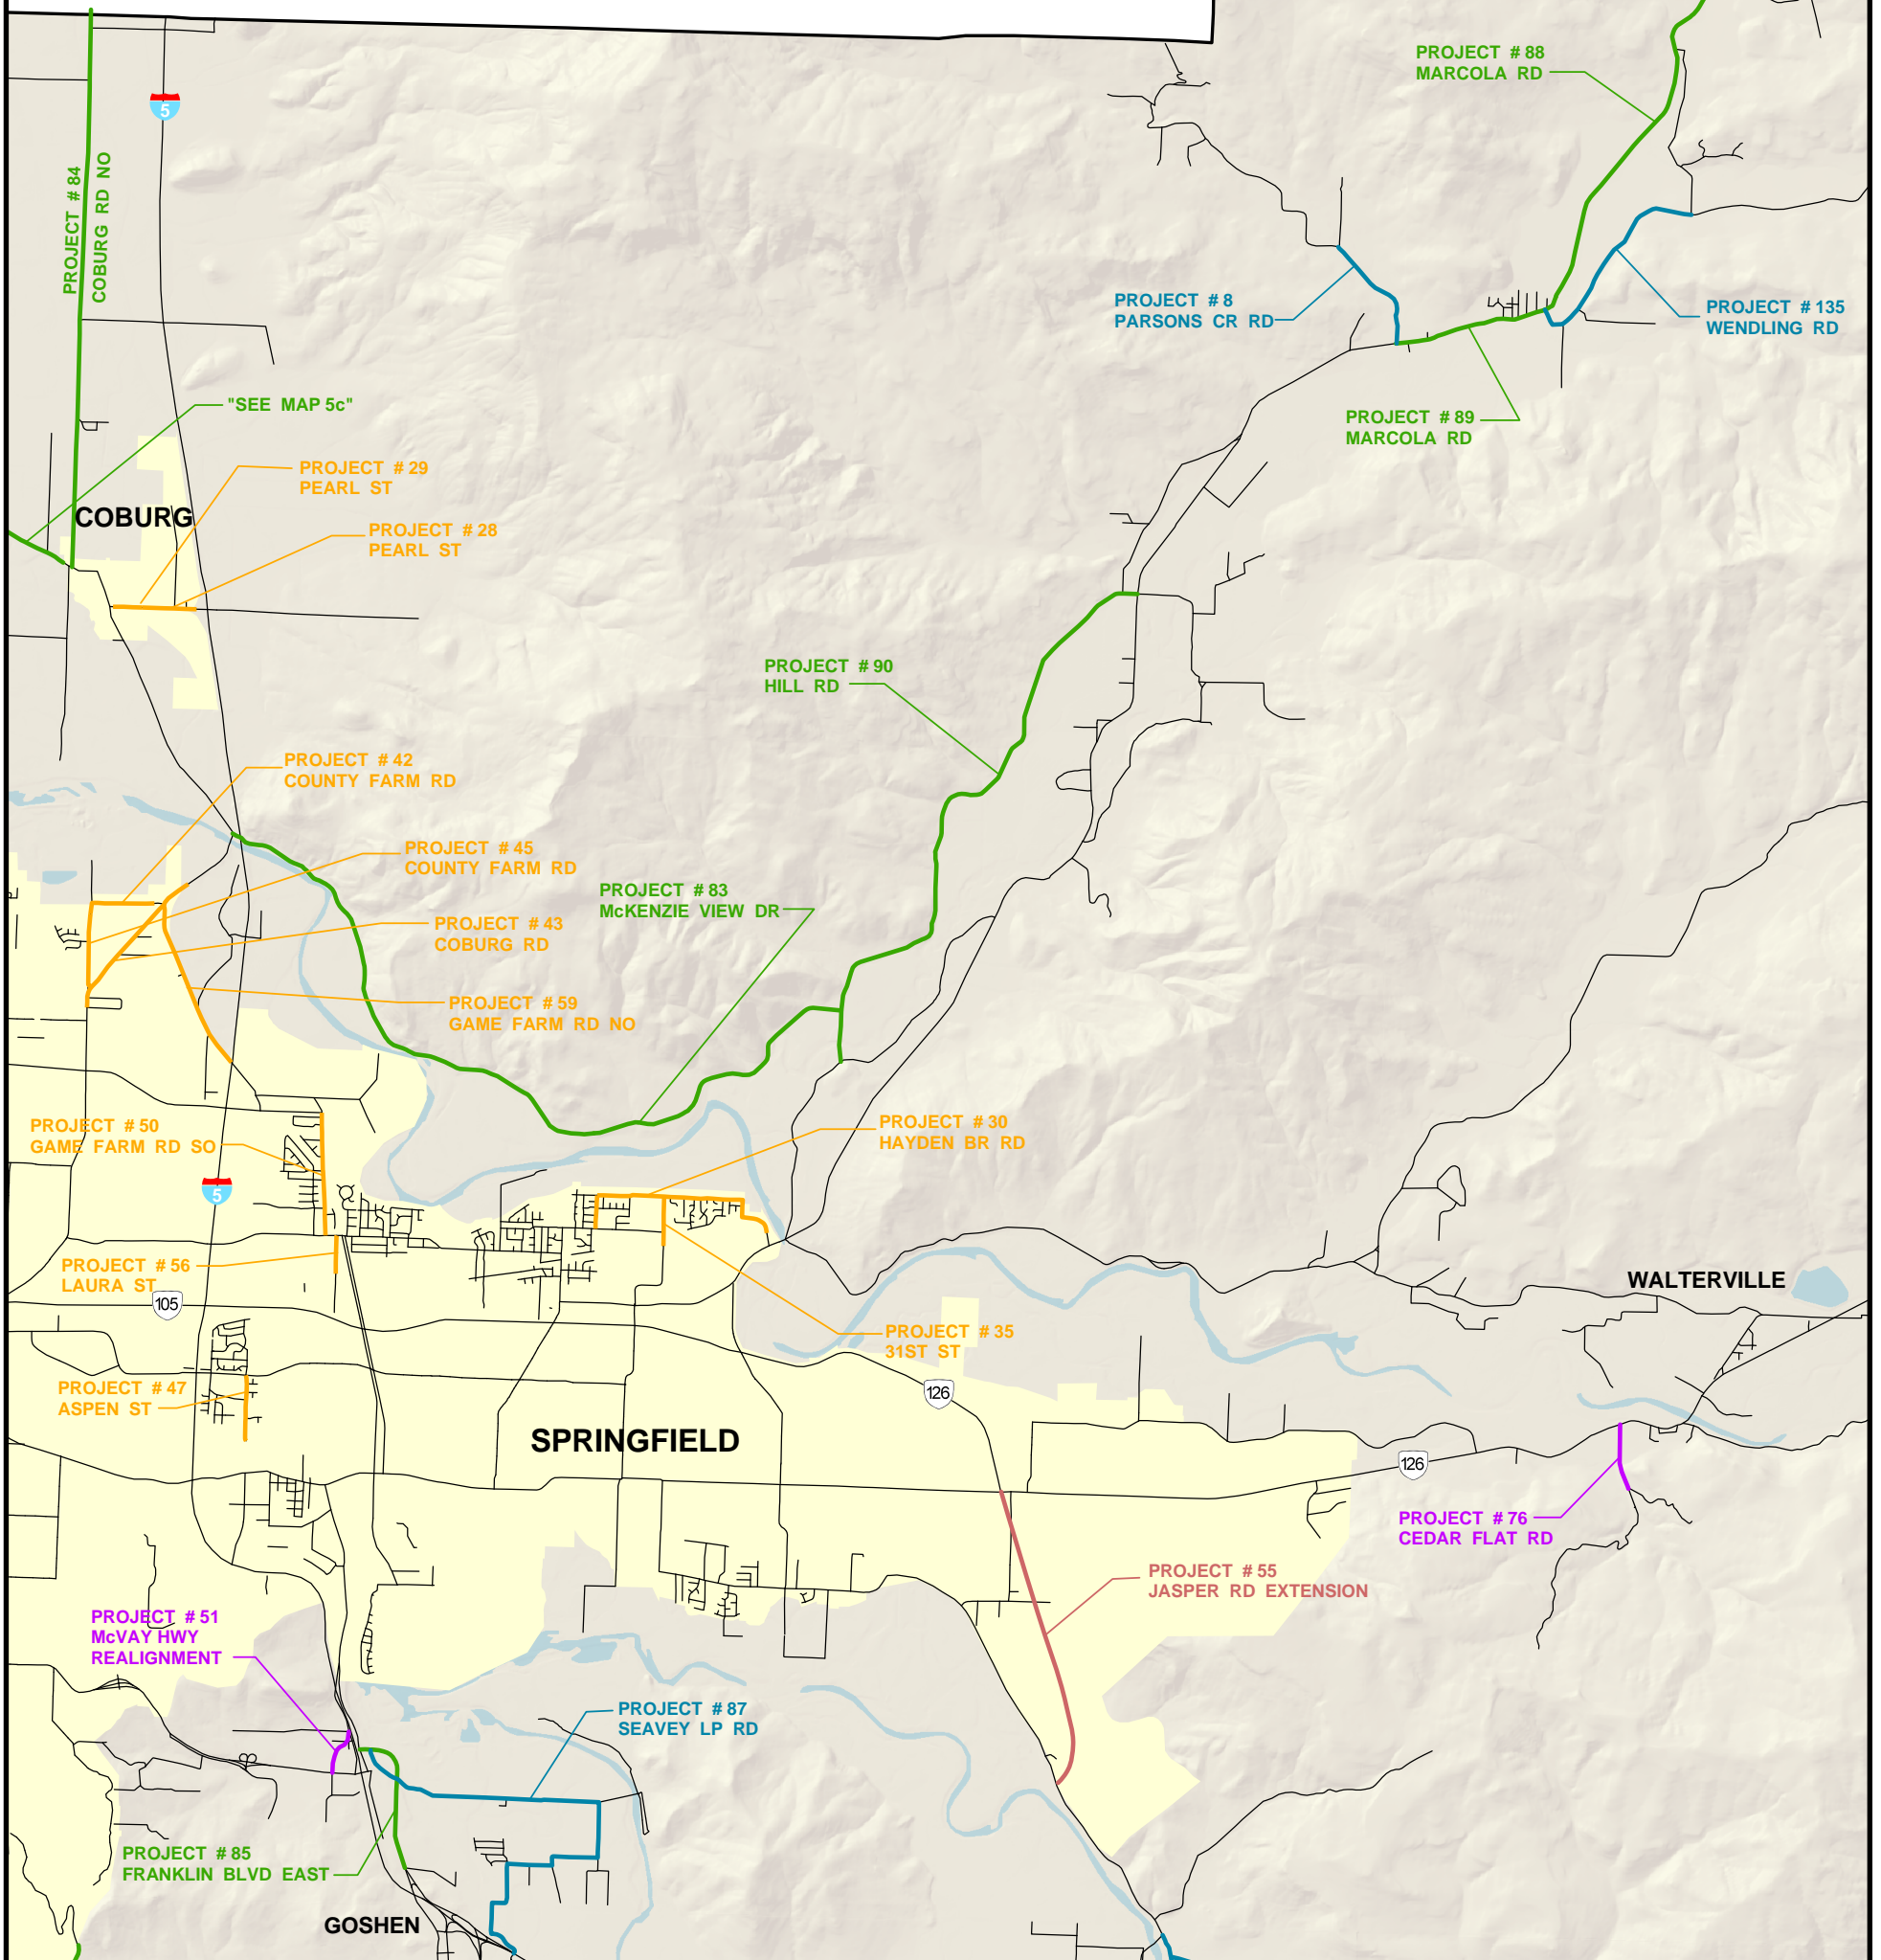 PROJECT # 88
MARCOLA RD
5
PROJECT # 84
COBURG RD NO
PROJECT # 8
PARSONS CR RD
PROJECT # 135
WENDLING RD
"SEE MAP 5c"
PROJECT # 89
MARCOLA RD
PROJECT # 29
PEARL ST
COBURG
PROJECT # 28
PEARL ST
PROJECT # 90
HILL RD
PROJECT # 42
COUNTY FARM RD
PROJECT # 45
COUNTY FARM RD
PROJECT # 83
McKENZIE VIEW DR
PROJECT # 43
COBURG RD
PROJECT # 59
GAME FARM RD NO
PROJECT # 50
GAME FARM RD SO
PROJECT # 30
HAYDEN BR RD
5
PROJECT # 56
LAURA ST
105
WALTERVILLE
PROJECT # 35
31ST ST
PROJECT # 47
ASPEN ST
126
SPRINGFIELD
126
PROJECT # 76
CEDAR FLAT RD
PROJECT # 55
JASPER RD EXTENSION
PROJECT # 51
McVAY HWY
REALIGNMENT
PROJECT # 87
SEAVEY LP RD
PROJECT # 85
FRANKLIN BLVD EAST
GOSHEN